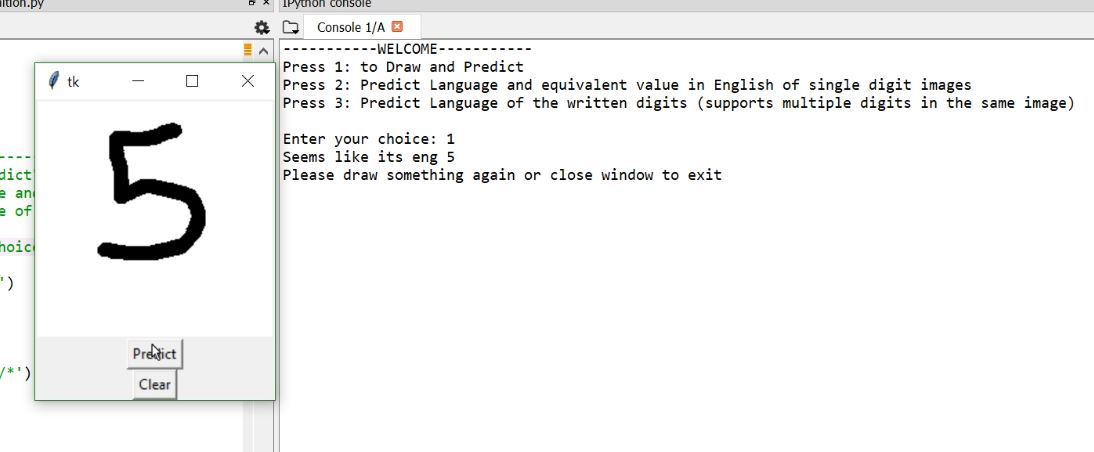 ition.py
IPython console
Console 1/A
tk
-----------WELCOME-----------
Press 1: to Draw and Predict
Press 2: Predict Language and equivalent value in English of single digit images
Press 3: Predict Language of the written digits (supports multiple digits in the same image)
Enter your choice: 1
Seems like its eng 5
Please draw something again or close window to exit
5
----
dict
e and
e of
hoice
')
/*')
Predict
Clear